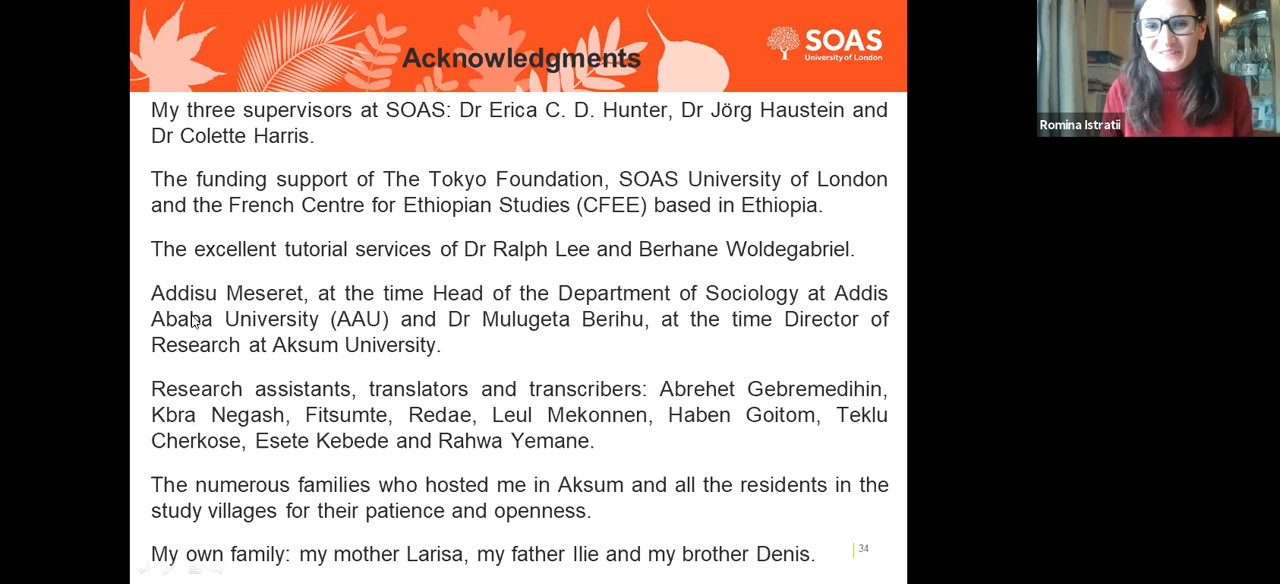 Acknowledgments
SOAS
University of London
My three supervisors at SOAS: Dr Erica C. D. Hunter, Dr Jörg Haustein and
Dr Colette Harris.
The funding support of The Tokyo Foundation, SOAS University of London
and the French Centre for Ethiopian Studies (CFEE) based in Ethiopia.
The excellent tutorial services of Dr Ralph Lee and Berhane Woldegabriel.
Addisu Meseret, at the time Head of the Department of Sociology at Addis
Ababa University (AAU) and Dr Mulugeta Berihu, at the time Director of
Research at Aksum University.
Research assistants, translators and transcribers: Abrehet Gebremedihin,
Kbra Negash, Fitsumte, Redae, Leul Mekonnen, Haben Goitom, Teklu
Cherkose, Esete Kebede and Rahwa Yemane.
The numerous families who hosted me in Aksum and all the residents in the
study villages for their patience and openness.
My own family: my mother Larisa, my father Ilie and my brother Denis.
34
Romina Istratii